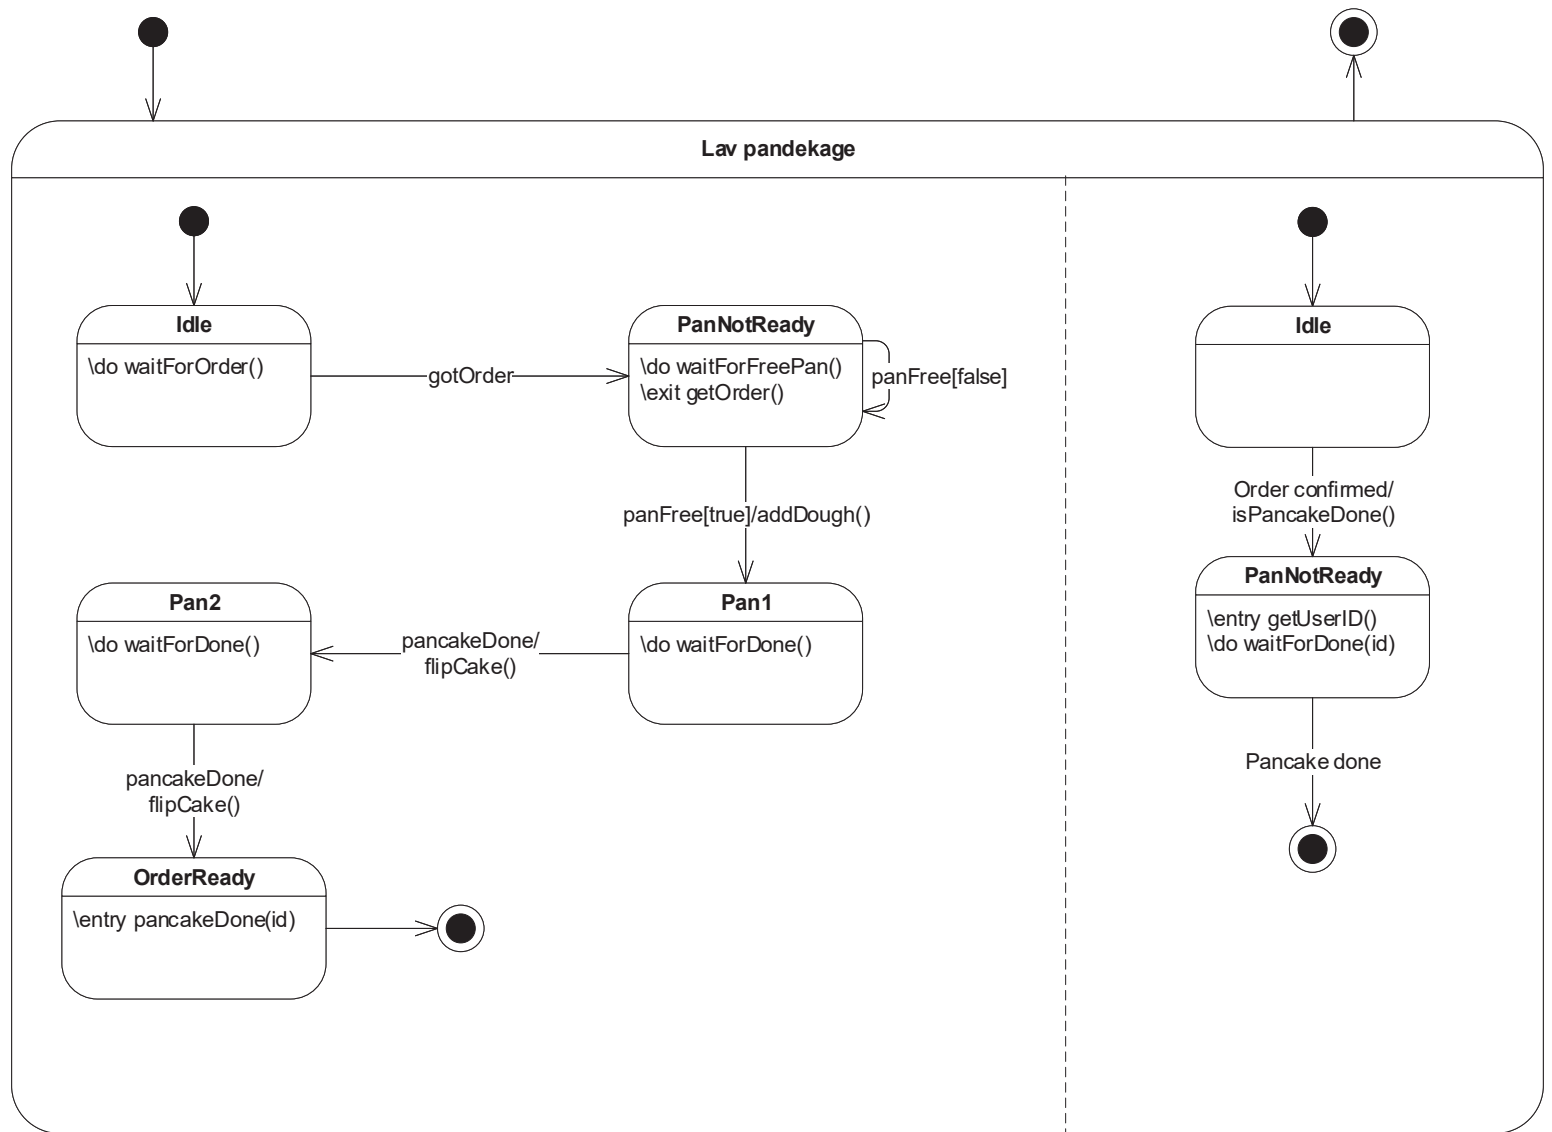 Lav pandekage
Idle
\do waitForOrder()
gotOrder
PanNotReady
\do waitForFreePan()
\exit getOrder()
panFree[false]
panFree[true]/addDough()
Pan1
\do waitForDone()
pancakeDone/
flipCake()
Pan2
\do waitForDone()
pancakeDone/
flipCake()
OrderReady
\entry pancakeDone(id)
Idle
Order confirmed/
isPancakeDone()
PanNotReady
\entry getUserID()
\do waitForDone(id)
Pancake done